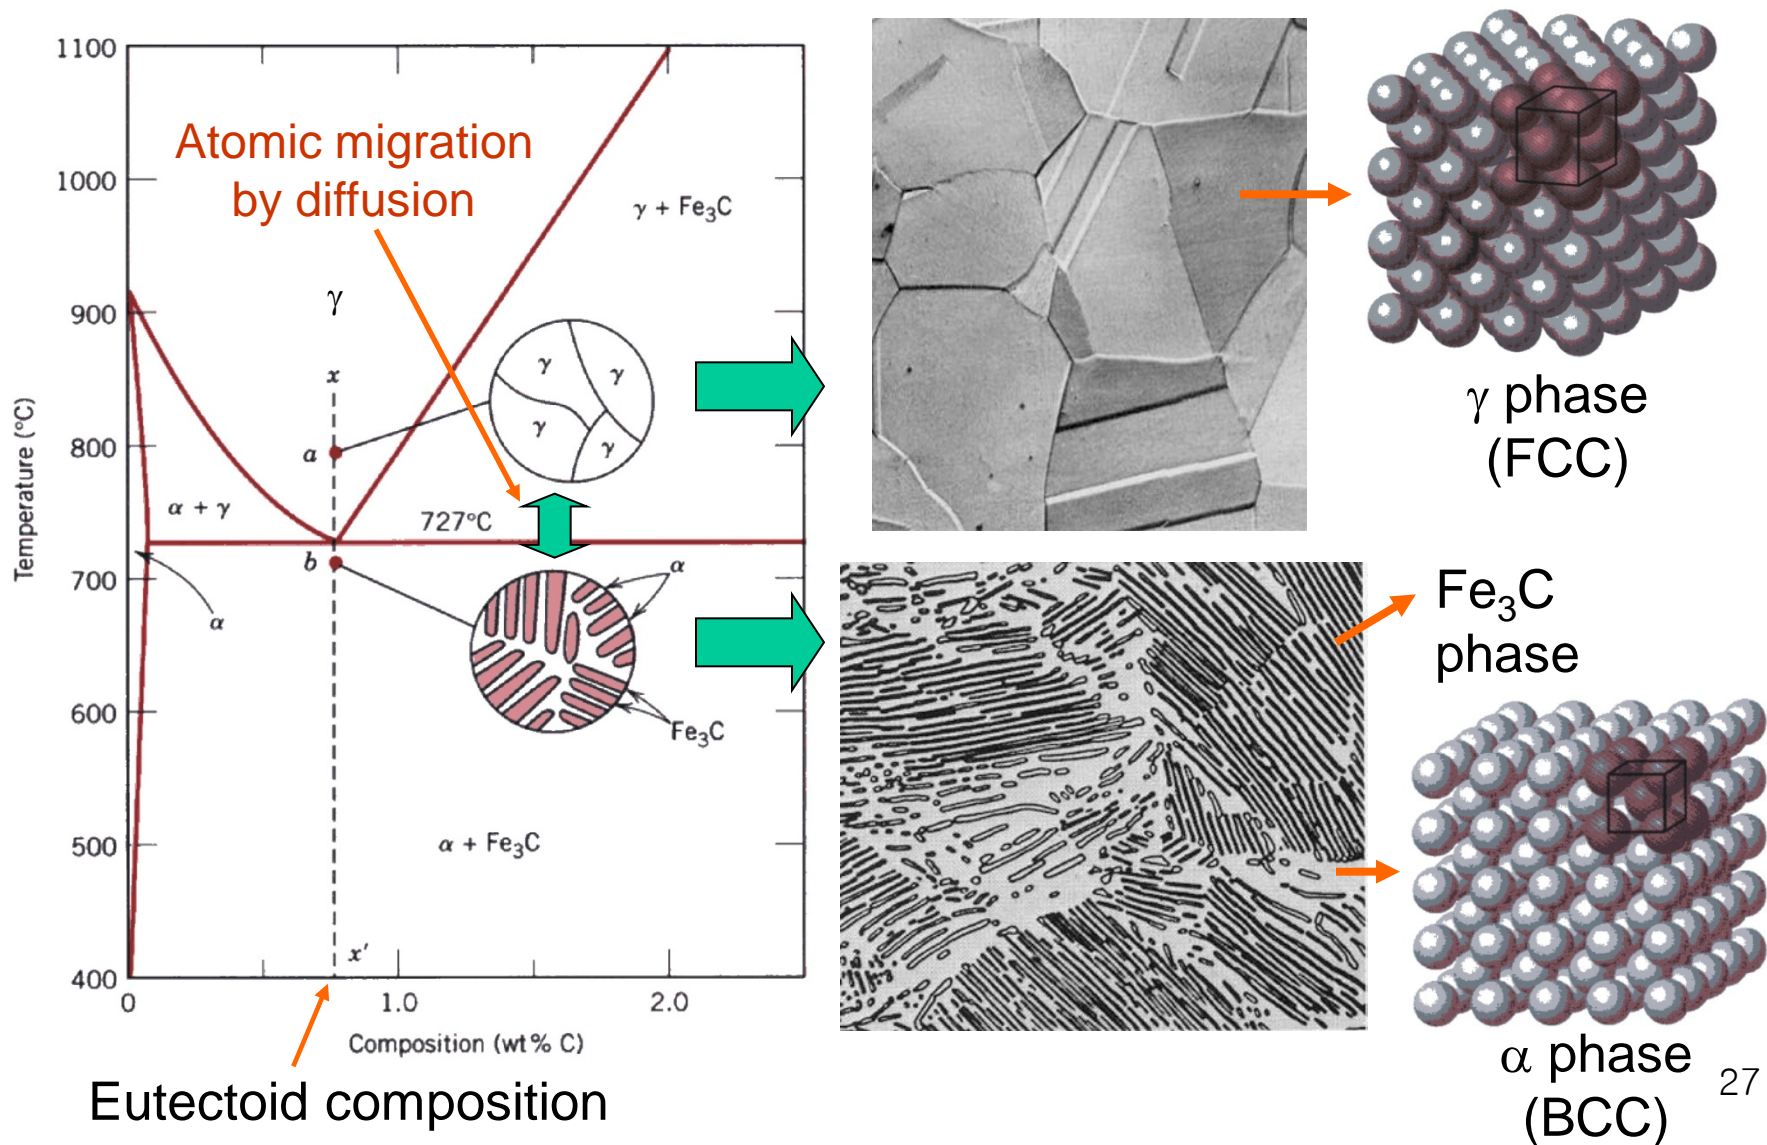 1100
1000
900
800
700
600
500
400
Temperature (°C)
Atomic migration
by diffusion
γ + Fe₃C
γ
x
γ
γ
γ
γ
a
α + γ
727°C
b
α
α
Fe₃C
α + Fe₃C
x′
0
1.0
2.0
Composition (wt% C)
Eutectoid composition
γ phase
(FCC)
Fe₃C
phase
α phase
(BCC)
27